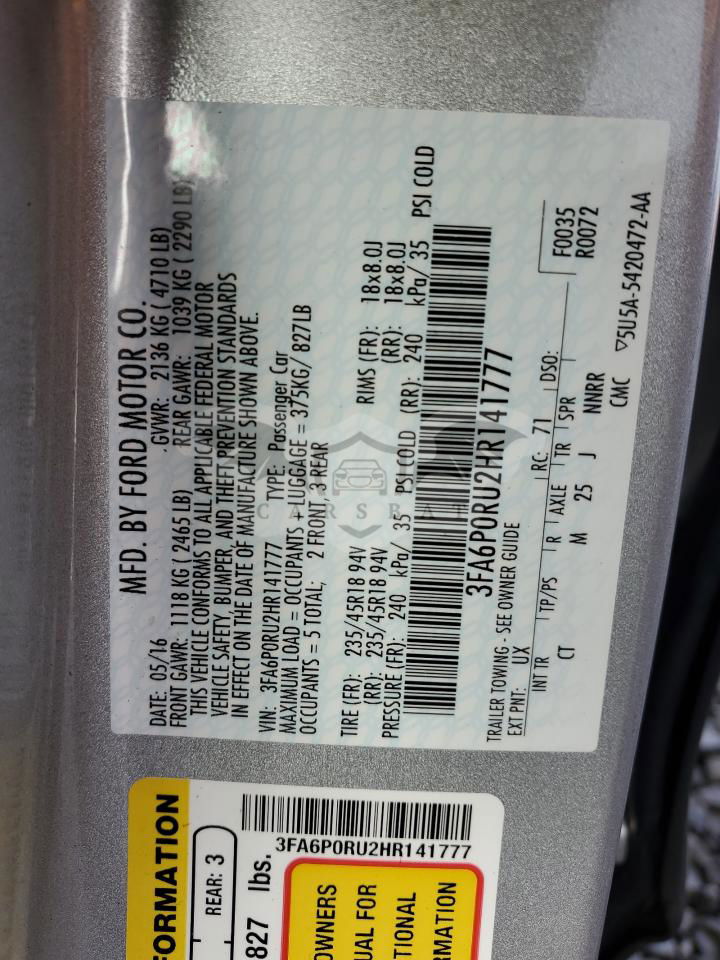 MFD. BY FORD MOTOR CO.
DATE: 05/16 GVWR: 2136 KG ( 4710 LB)
FRONT GAWR: 1118 KG ( 2465 LB) REAR GAWR: 1039 KG ( 2290 LB)
THIS VEHICLE CONFORMS TO ALL APPLICABLE FEDERAL MOTOR
VEHICLE SAFETY, BUMPER, AND THEFT PREVENTION STANDARDS
IN EFFECT ON THE DATE OF MANUFACTURE SHOWN ABOVE.
VIN: 3FA6P0RU2HR141777 TYPE: Passenger Car
MAXIMUM LOAD = OCCUPANTS + LUGGAGE = 375KG/ 827LB
OCCUPANTS = 5 TOTAL; 2 FRONT, 3 REAR
TIRE (FR): 235/45R18 94V RIMS (FR): 18x8.0J
(RR): 235/45R18 94V (RR): 18x8.0J
PRESSURE (FR): 240 kPa/ 35 PSI COLD (RR): 240 kPa/ 35 PSI COLD
3FA6P0RU2HR141777
TRAILER TOWING - SEE OWNER GUIDE
EXT PNT: UX RC: 71 DSO: F0035
R0072
INT TR TP/PS R AXLE TR SPR
CT M 25 J NNRR
CMC ▽5U5A-5420472-AA
CARSBAT
FORMATION
REAR: 3
827 lbs.
3FA6P0RU2HR141777
OWNERS
UAL FOR
TIONAL
RMATION